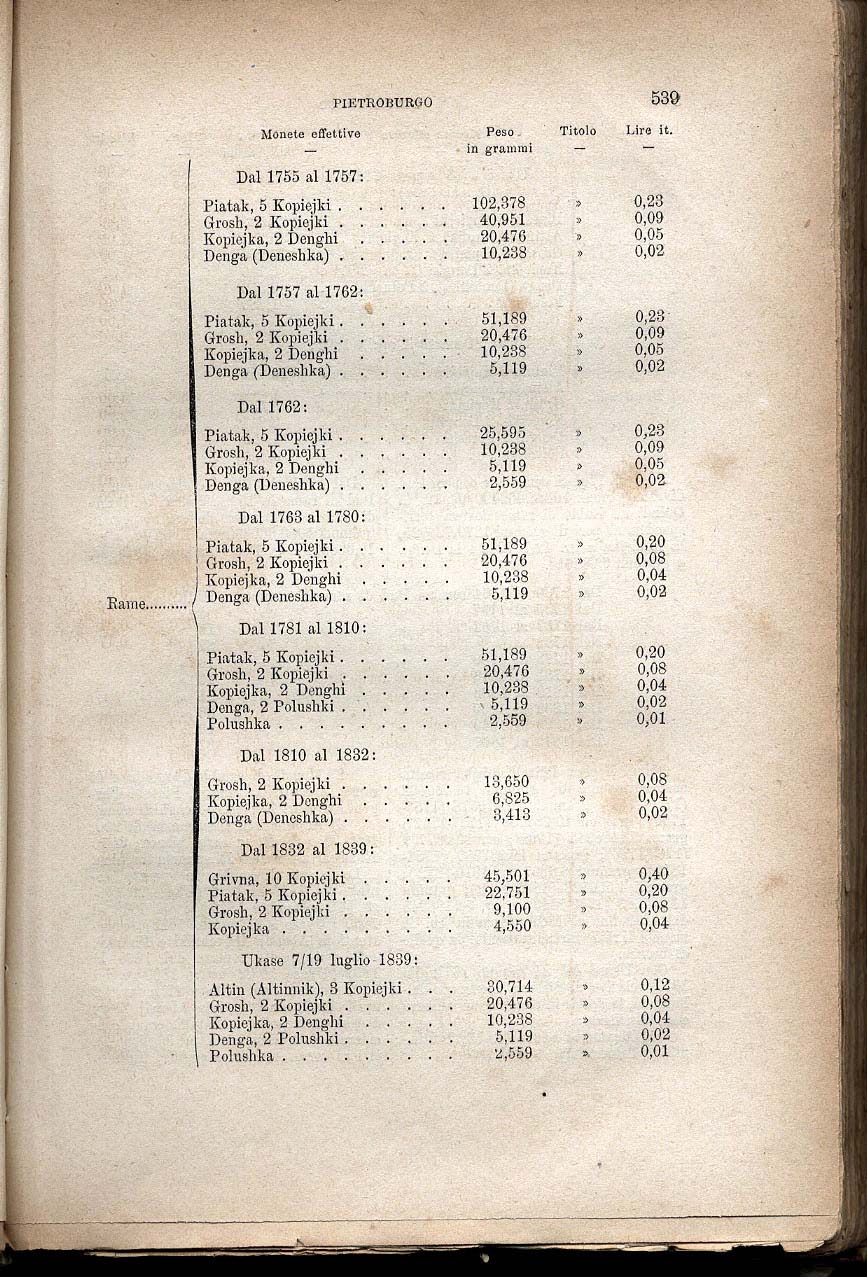 PIETROBURGO 539
Monete effettive Peso Titolo Lire it.
— in grammi — —
Dal 1755 al 1757:
Piatak, 5 Kopiejki . . . . . . 102,378 » 0,23
Grosh, 2 Kopiejki . . . . . . 40,951 » 0,09
Kopiejka, 2 Denghi . . . . . 20,476 » 0,05
Denga (Deneshka) . . . . . . 10,238 » 0,02
Dal 1757 al 1762:
Piatak, 5 Kopiejki . . . . . . 51,189 » 0,23
Grosh, 2 Kopiejki . . . . . . 20,476 » 0,09
Kopiejka, 2 Denghi . . . . . 10,238 » 0,05
Denga (Deneshka) . . . . . . 5,119 » 0,02
Dal 1762:
Piatak, 5 Kopiejki . . . . . . 25,595 » 0,23
Grosh, 2 Kopiejki . . . . . . 10,238 » 0,09
Kopiejka, 2 Denghi . . . . . 5,119 » 0,05
Denga (Deneshka) . . . . . . 2,559 » 0,02
Dal 1763 al 1780:
Piatak, 5 Kopiejki . . . . . . 51,189 » 0,20
Grosh, 2 Kopiejki . . . . . . 20,476 » 0,08
Kopiejka, 2 Denghi . . . . . 10,238 » 0,04
Rame.......... Denga (Deneshka) . . . . . . 5,119 » 0,02
Dal 1781 al 1810:
Piatak, 5 Kopiejki . . . . . . 51,189 » 0,20
Grosh, 2 Kopiejki . . . . . . 20,476 » 0,08
Kopiejka, 2 Denghi . . . . . 10,238 » 0,04
Denga, 2 Polushki . . . . . . 5,119 » 0,02
Polushka . . . . . . . . . 2,559 » 0,01
Dal 1810 al 1832:
Grosh, 2 Kopiejki . . . . . . 13,650 » 0,08
Kopiejka, 2 Denghi . . . . . 6,825 » 0,04
Denga (Deneshka) . . . . . . 3,413 » 0,02
Dal 1832 al 1839:
Grivna, 10 Kopiejki . . . . . 45,501 » 0,40
Piatak, 5 Kopiejki . . . . . . 22,751 » 0,20
Grosh, 2 Kopiejki . . . . . . 9,100 » 0,08
Kopiejka . . . . . . . . . 4,550 » 0,04
Ukase 7/19 luglio 1839:
Altin (Altinnik), 3 Kopiejki . . . 30,714 » 0,12
Grosh, 2 Kopiejki . . . . . . 20,476 » 0,08
Kopiejka, 2 Denghi . . . . . 10,238 » 0,04
Denga, 2 Polushki . . . . . . 5,119 » 0,02
Polushka . . . . . . . . . 2,559 » 0,01